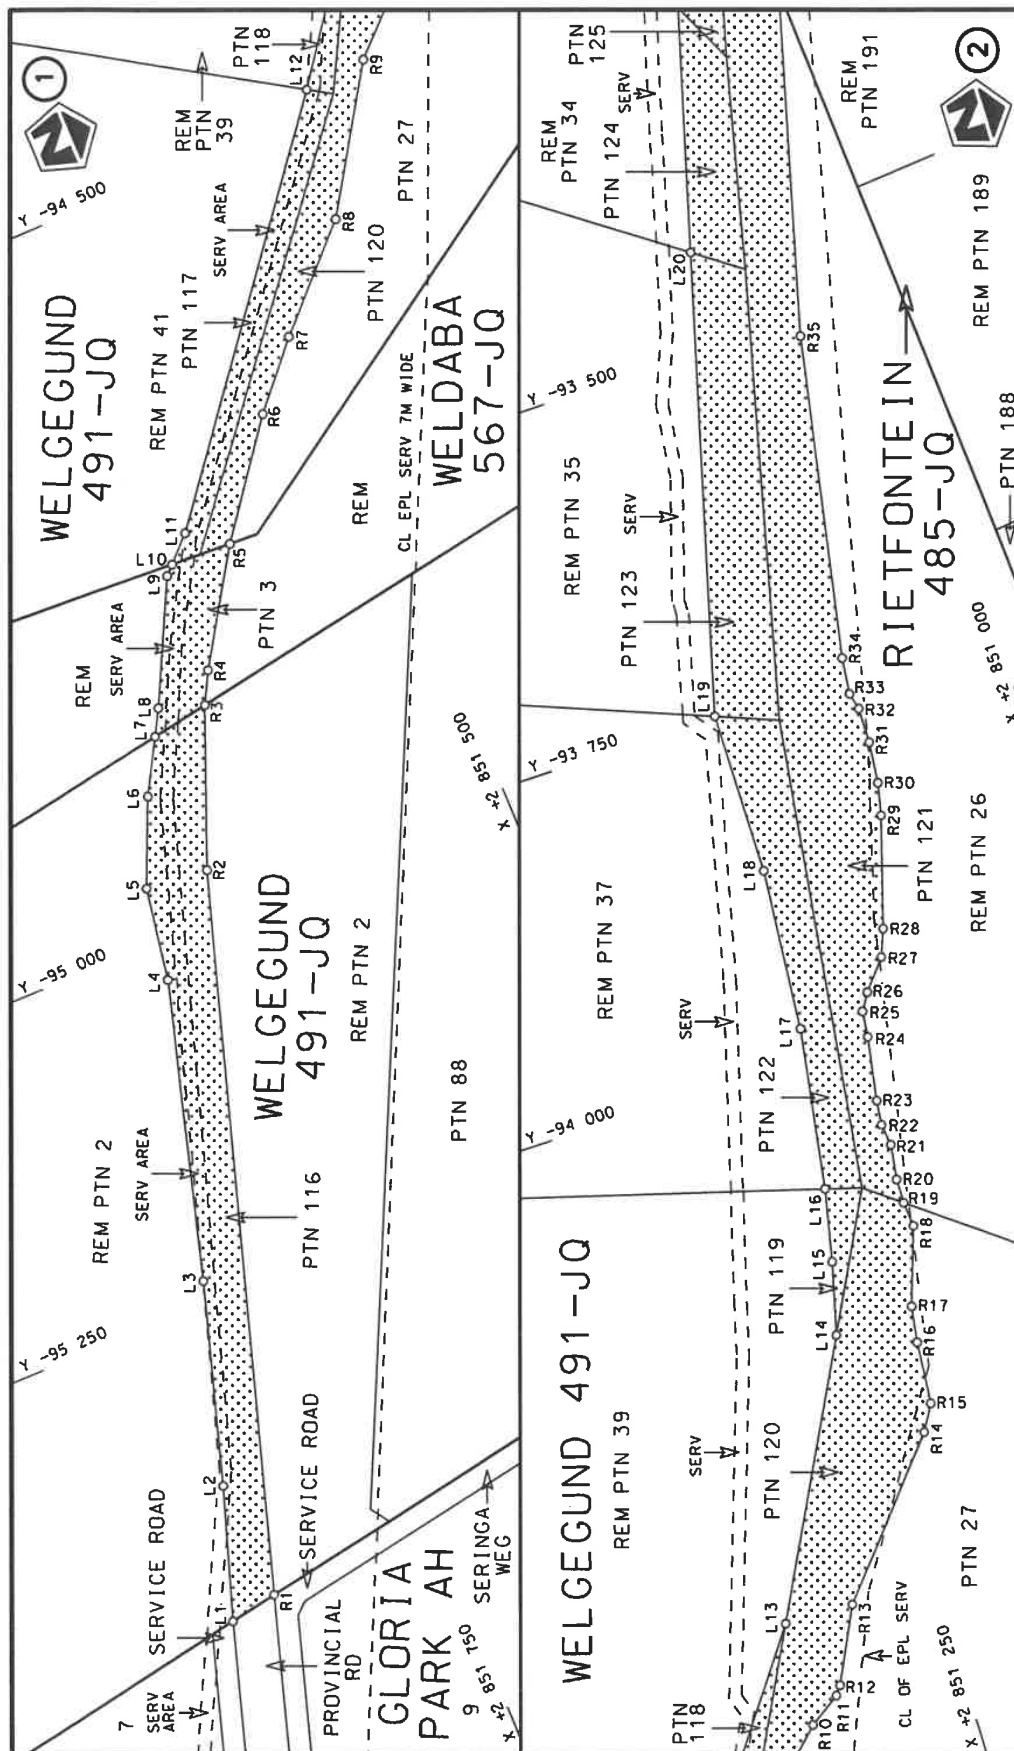 1
WELGEGUND
491-JQ
Y -94 500
REM
PTN
39
PTN
118
L12
R9
SERV AREA
REM PTN 41
PTN 117
PTN 27
R8
PTN 120
R7
R6
CL EPL SERV 7M WIDE
WELDABA
567-JQ
REM
L11
L10
L9
R5
PTN 3
REM
SERV AREA
R4
R3
L8
L7
L6
L5
R2
X +2 851 500
WELGEGUND
491-JQ
REM PTN 2
Y -95 000
L4
REM PTN 2
SERV AREA
PTN 88
PTN 116
L3
Y -95 250
L2
SERVICE ROAD
L1
R1
SERVICE ROAD
SERINGA
WEG
PROVINCIAL
RD
GLORIA
PARK AH
9
7
SERV
AREA
X +2 851 750
2
PTN
125
SERV
REM
PTN 34
PTN 124
REM
PTN 191
REM PTN 189
L20
R35
Y -93 500
RIETFONTEIN
485-JQ
PTN 188
REM PTN 35
SERV
PTN 123
X +2 851 000
L19
R34
R33
R32
R31
R30
R29
Y -93 750
L18
PTN 121
REM PTN 26
REM PTN 37
R28
R27
R26
R25
R24
SERV
L17
PTN 122
R23
R22
R21
R20
R19
R18
Y -94 000
L16
L15
PTN 119
L14
R17
R16
R15
R14
WELGEGUND 491-JQ
REM PTN 39
SERV
PTN 120
PTN 27
L13
R13
R12
R11
R10
CL OF EPL SERV
PTN
118
X +2 851 250